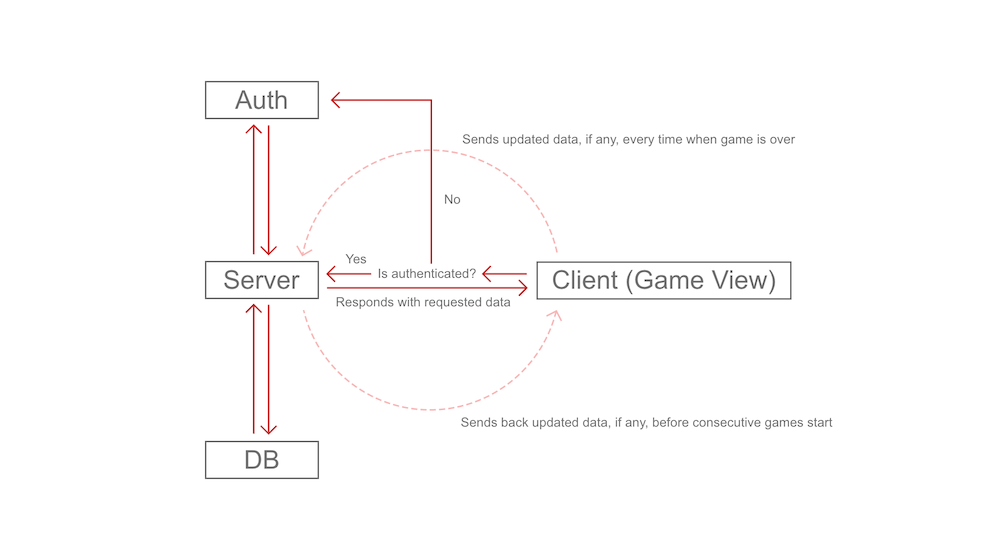 Auth
Sends updated data, if any, every time when game is over
No
Yes
Is authenticated?
Server
Client (Game View)
Responds with requested data
Sends back updated data, if any, before consecutive games start
DB